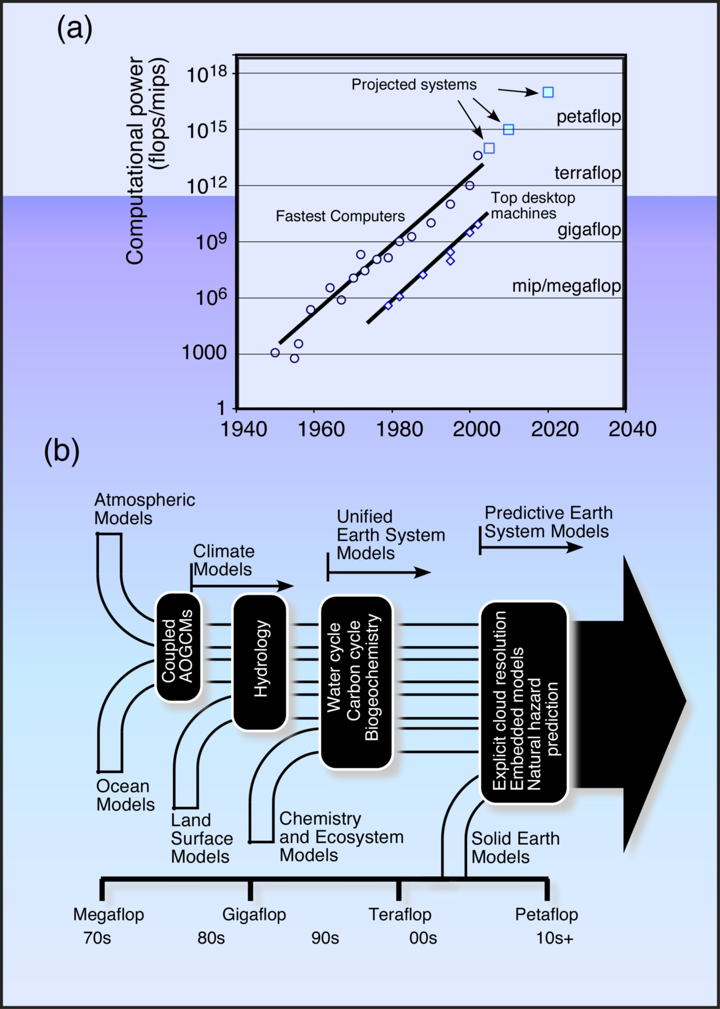 (a)
Computational power
(flops/mips)
10^18
10^15
10^12
10^9
10^6
1000
1
Projected systems
petaflop
terraflop
Fastest Computers
Top desktop
machines
gigaflop
mip/megaflop
1940
1960
1980
2000
2020
2040
(b)
Atmospheric
Models
Climate
Models
Unified
Earth System
Models
Predictive Earth
System Models
Coupled
AOGCMs
Hydrology
Water cycle
Carbon cycle
Biogeochemistry
Explicit cloud resolution
Embedded models
Natural hazard
prediction
Ocean
Models
Land
Surface
Models
Chemistry
and Ecosystem
Models
Solid Earth
Models
Megaflop
Gigaflop
Teraflop
Petaflop
70s
80s
90s
00s
10s+